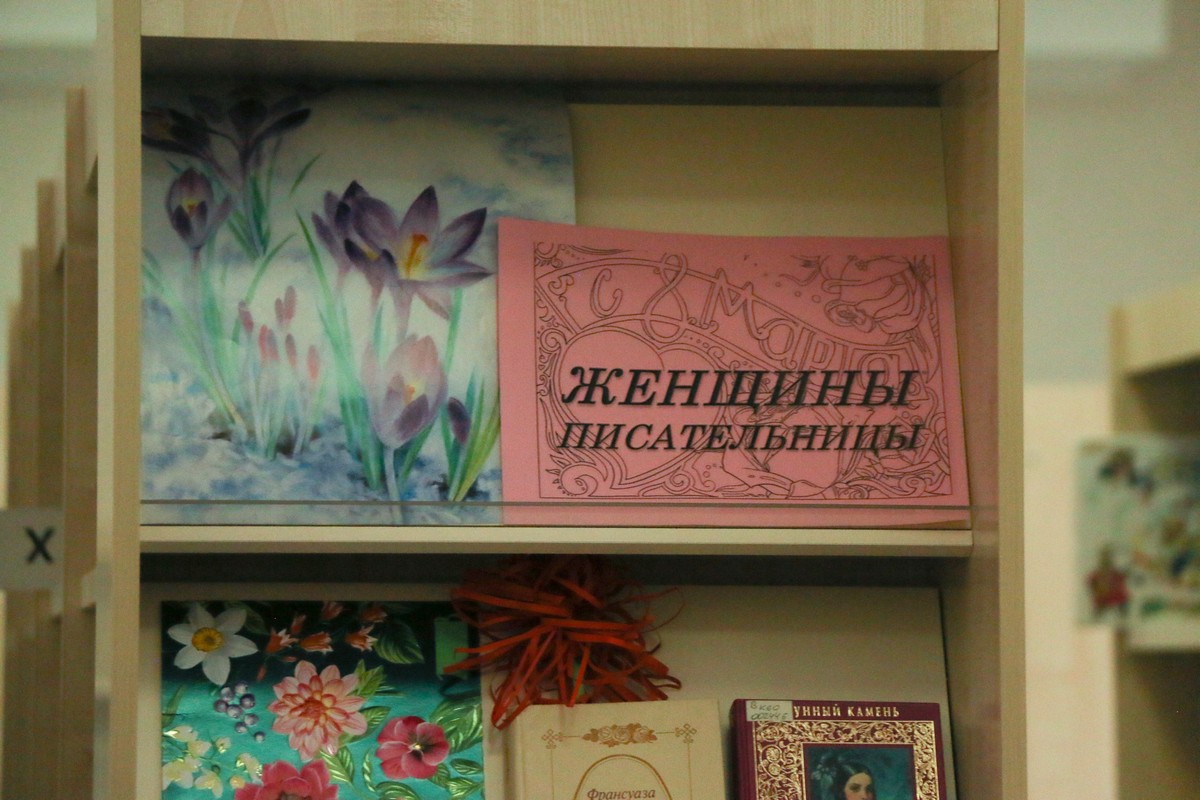 С 8 Марта!
ЖЕНЩИНЫ
ПИСАТЕЛЬНИЦЫ
Х
УННЫЙ КАМЕНЬ
Франсуаза